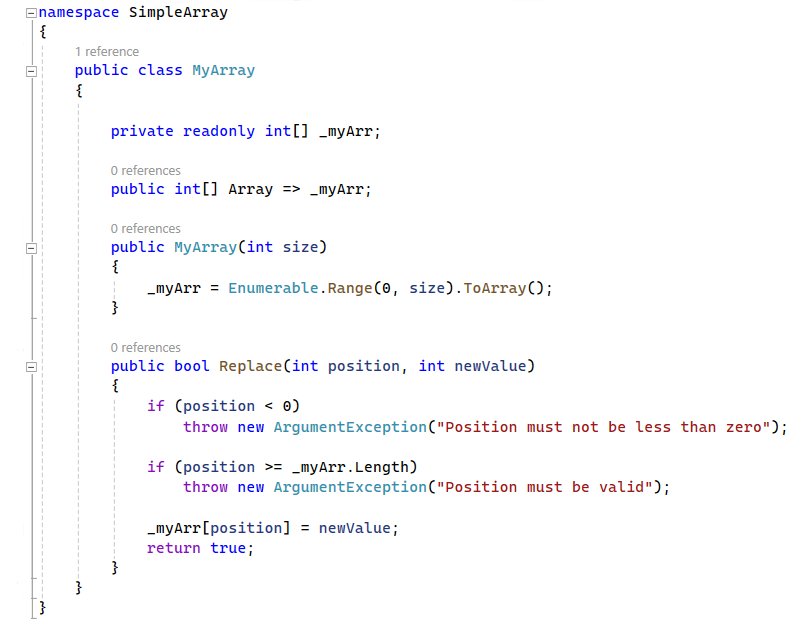 namespace SimpleArray
{
1 reference
public class MyArray
{
private readonly int[] _myArr;
0 references
public int[] Array => _myArr;
0 references
public MyArray(int size)
{
_myArr = Enumerable.Range(0, size).ToArray();
}
0 references
public bool Replace(int position, int newValue)
{
if (position < 0)
throw new ArgumentException("Position must not be less than zero");
if (position >= _myArr.Length)
throw new ArgumentException("Position must be valid");
_myArr[position] = newValue;
return true;
}
}
}